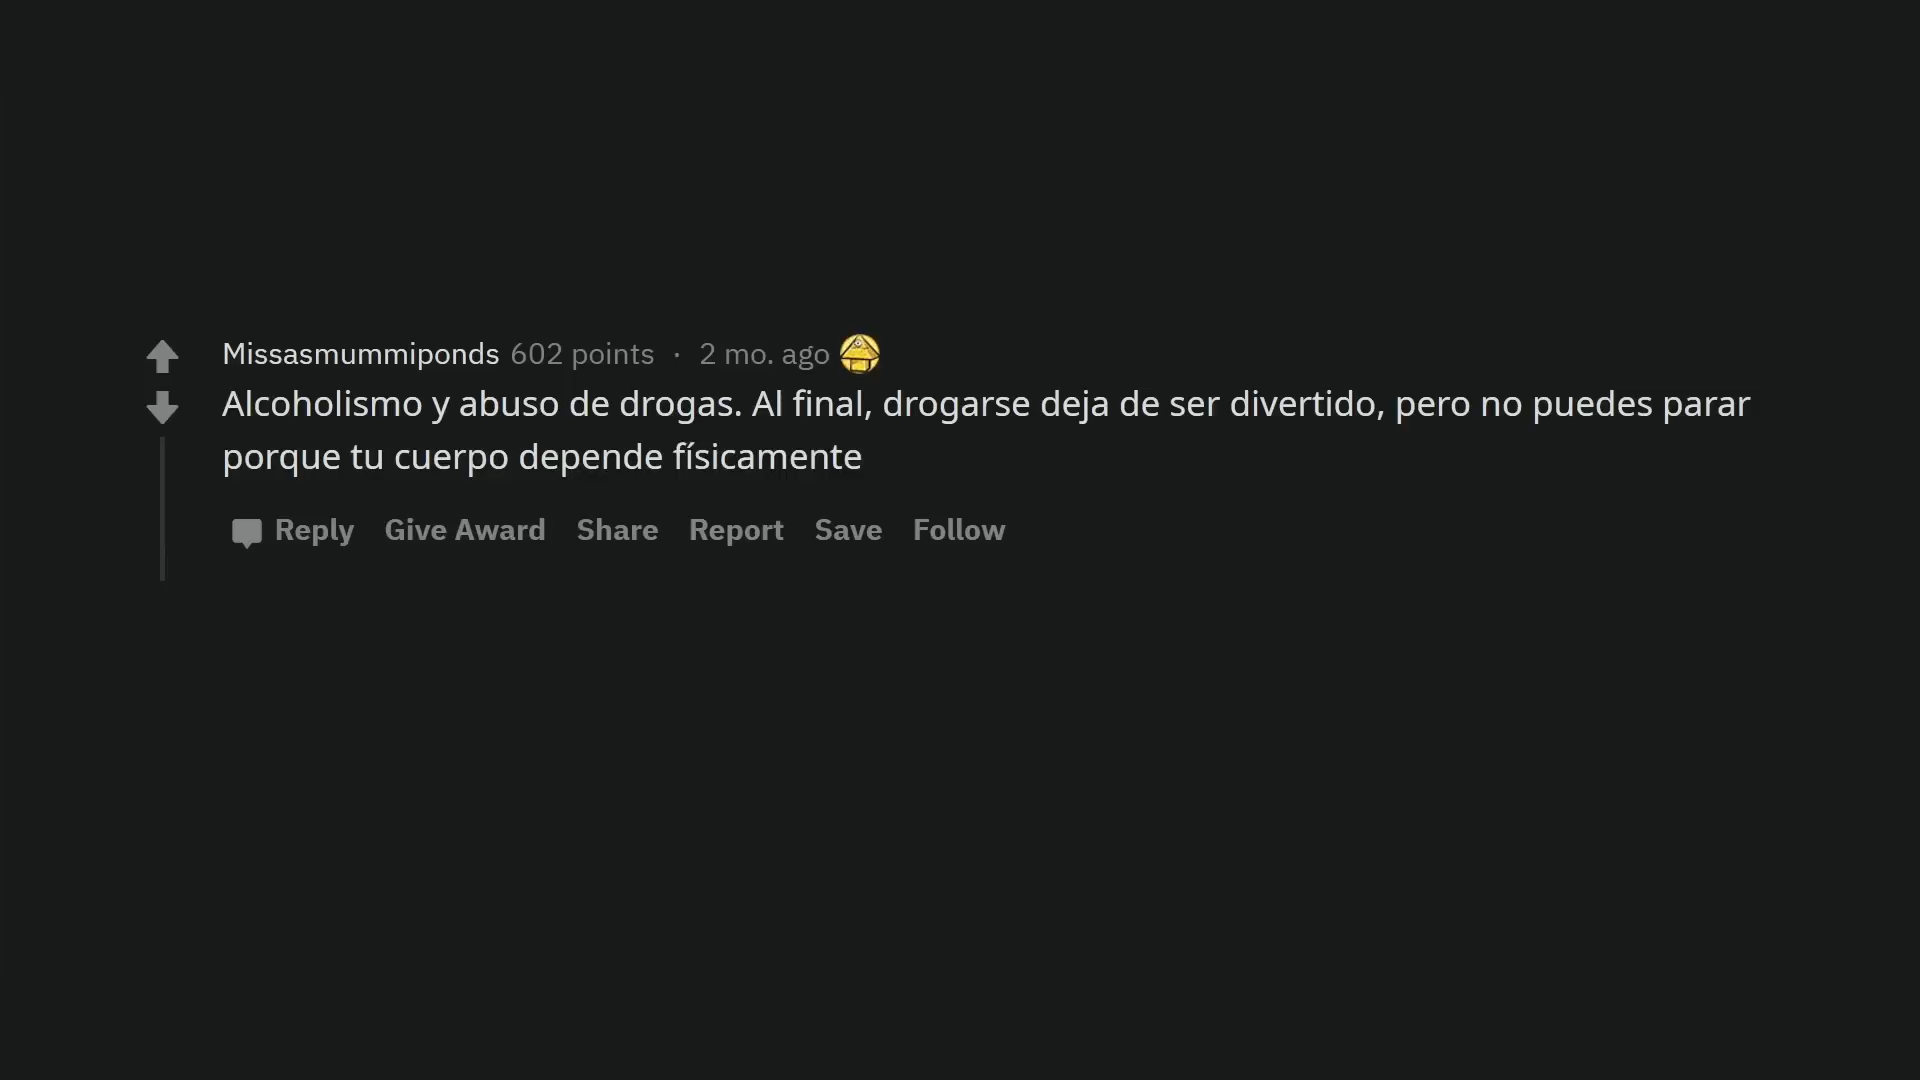 Missasmummiponds 602 points · 2 mo. ago
Alcoholismo y abuso de drogas. Al final, drogarse deja de ser divertido, pero no puedes parar
porque tu cuerpo depende físicamente
Reply Give Award Share Report Save Follow